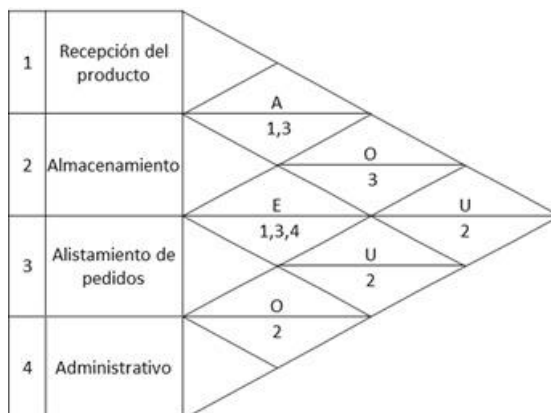 1
Recepción del
producto
A
1,3
2
Almacenamiento
O
3
E
1,3,4
U
2
3
Alistamiento de
pedidos
U
2
O
2
4
Administrativo